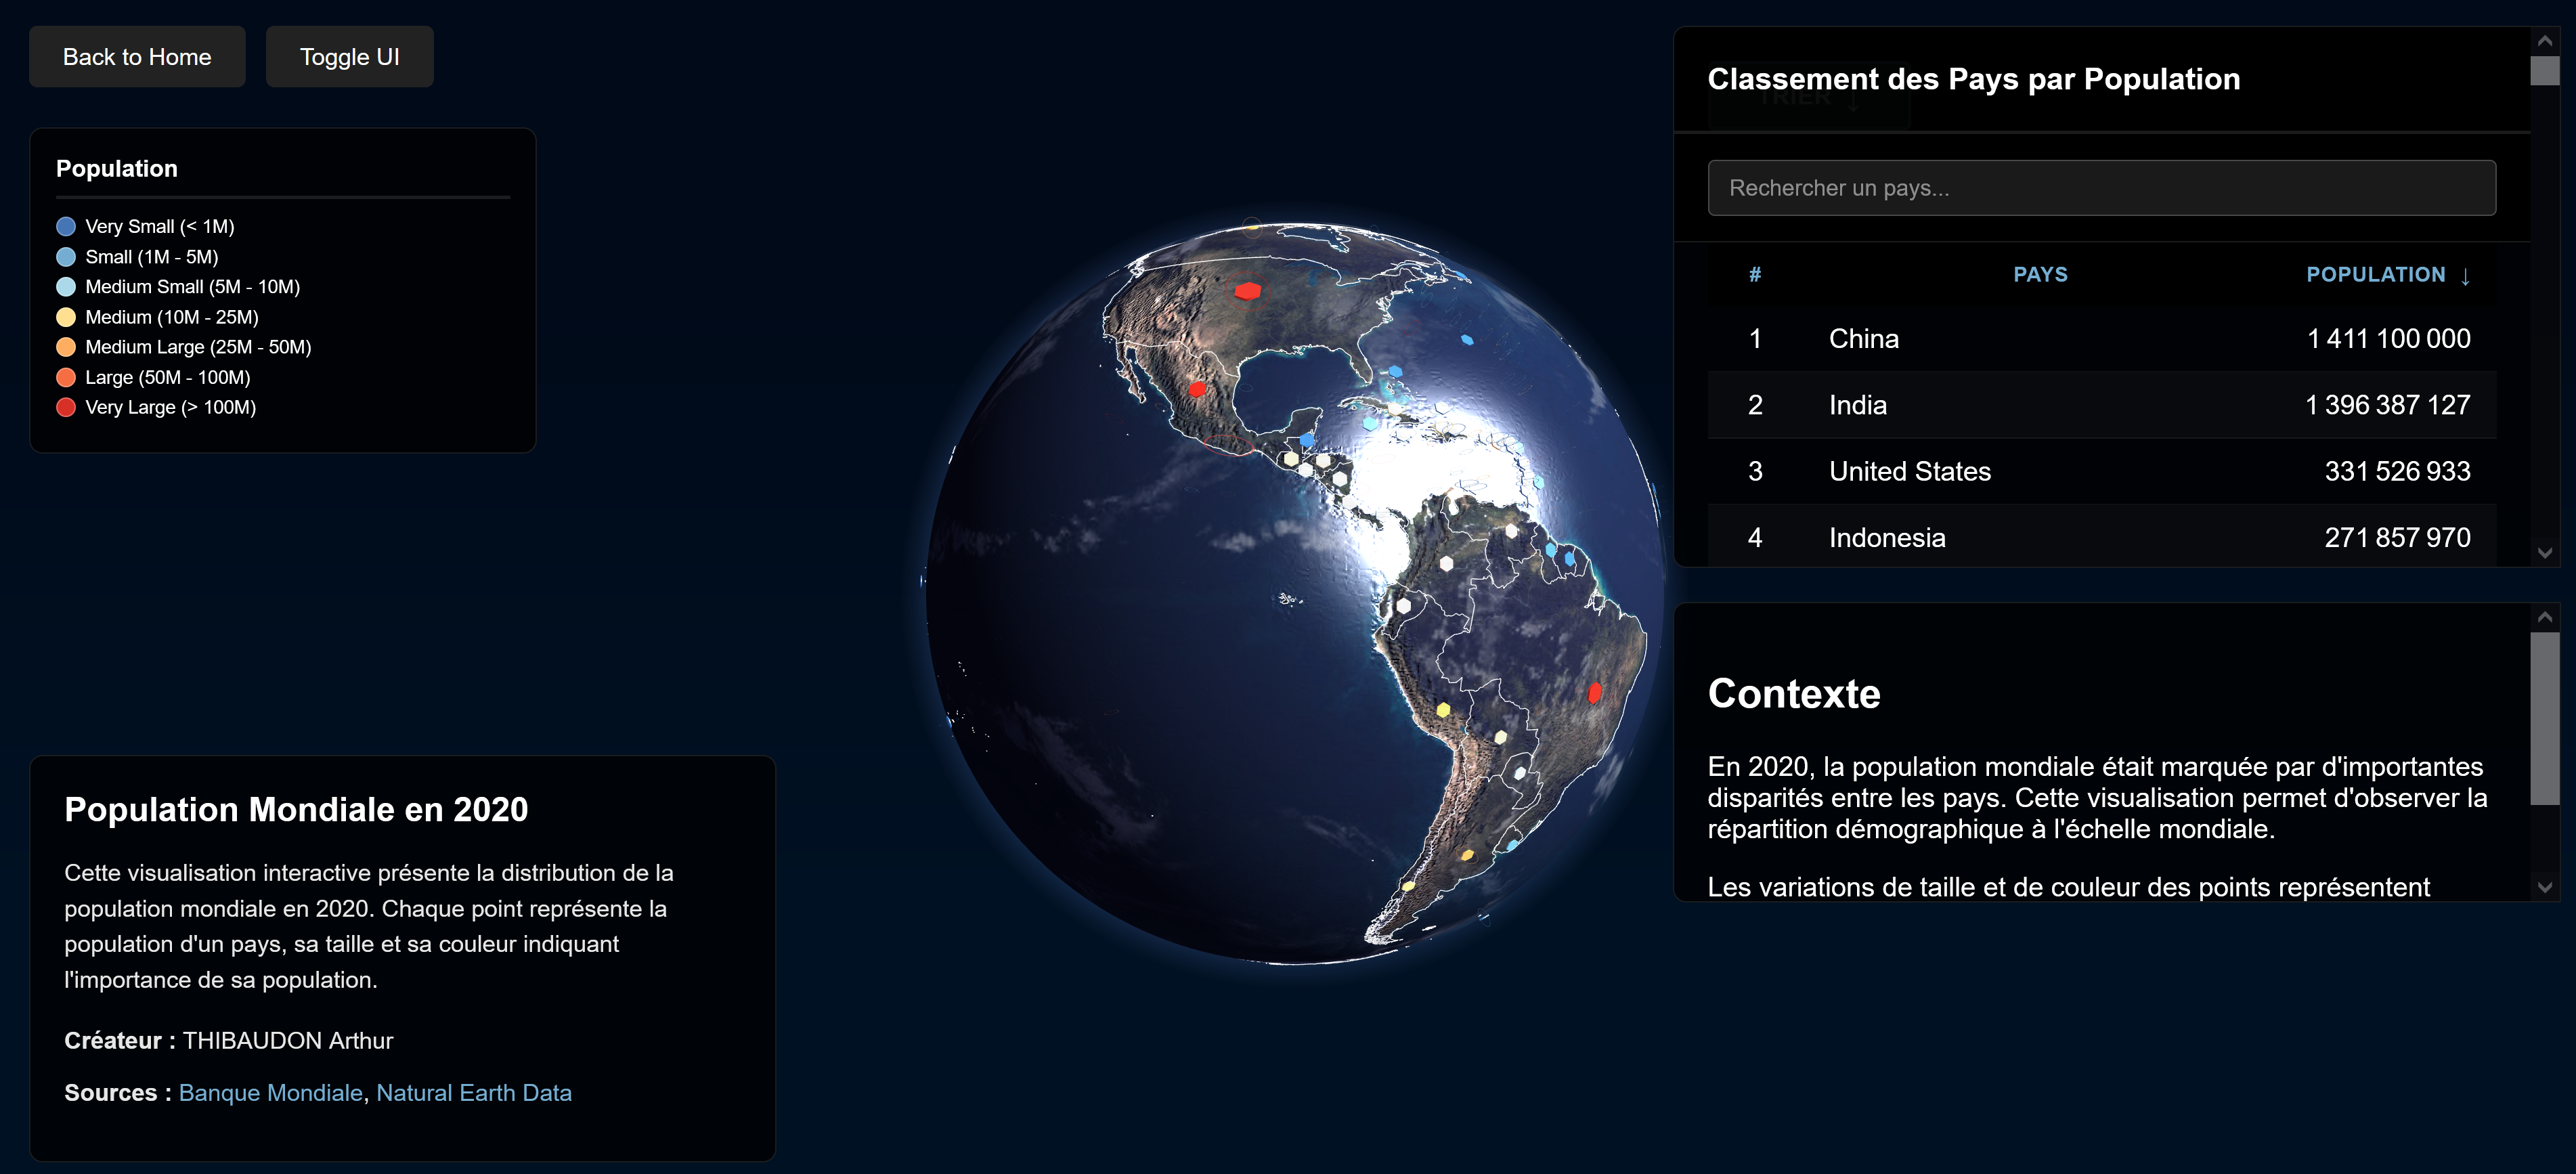 Back to Home
Toggle UI
Population
Very Small (< 1M)
Small (1M - 5M)
Medium Small (5M - 10M)
Medium (10M - 25M)
Medium Large (25M - 50M)
Large (50M - 100M)
Very Large (> 100M)
Population Mondiale en 2020
Cette visualisation interactive présente la distribution de la
population mondiale en 2020. Chaque point représente la
population d'un pays, sa taille et sa couleur indiquant
l'importance de sa population.
Créateur : THIBAUDON Arthur
Sources : Banque Mondiale, Natural Earth Data
Classement des Pays par Population
TRIER ↓
Rechercher un pays...
# PAYS POPULATION ↓
1 China 1 411 100 000
2 India 1 396 387 127
3 United States 331 526 933
4 Indonesia 271 857 970
Contexte
En 2020, la population mondiale était marquée par d'importantes
disparités entre les pays. Cette visualisation permet d'observer la
répartition démographique à l'échelle mondiale.
Les variations de taille et de couleur des points représentent